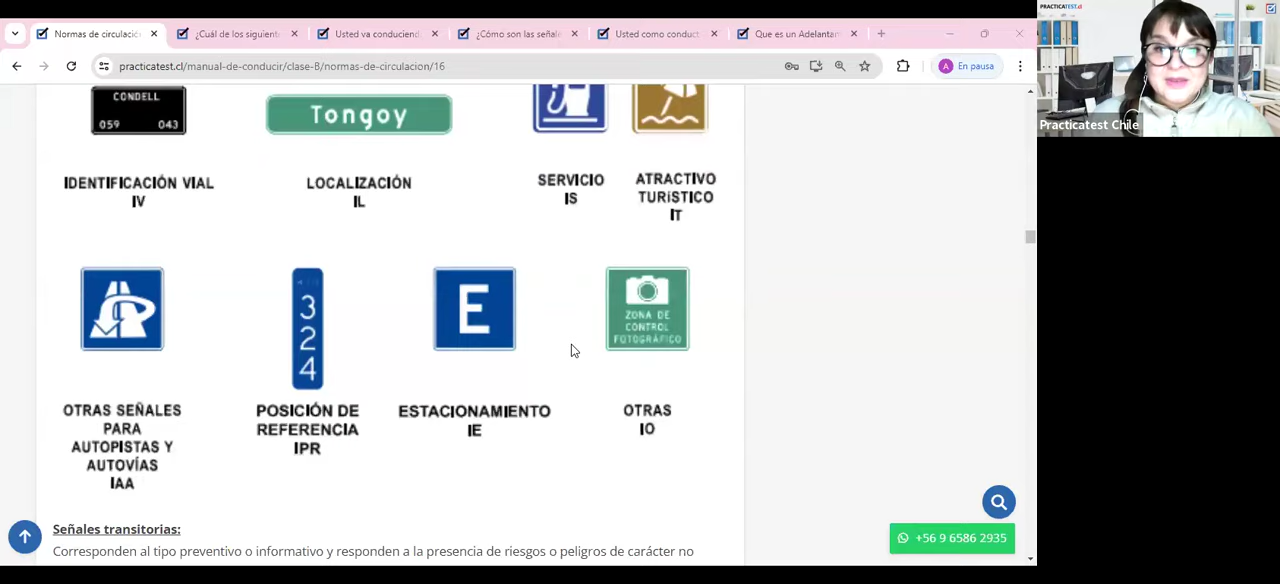 Normas de circulació
¿Cuál de los siguient
Usted va conduciend
¿Cómo son las señale
Usted como conduct
Que es un Adelantan
practicatest.cl/manual-de-conducir/clase-B/normas-de-circulacion/16
A En pausa
PRACTICATEST.cl
Practicatest Chile
CONDELL
059 043
Tongoy
IDENTIFICACIÓN VIAL
IV
LOCALIZACIÓN
IL
SERVICIO
IS
ATRACTIVO
TURÍSTICO
IT
324
E
ZONA DE
CONTROL
FOTOGRÁFICO
OTRAS SEÑALES
PARA
AUTOPISTAS Y
AUTOVÍAS
IAA
POSICIÓN DE
REFERENCIA
IPR
ESTACIONAMIENTO
IE
OTRAS
IO
Señales transitorias:
Corresponden al tipo preventivo o informativo y responden a la presencia de riesgos o peligros de carácter no
+56 9 6586 2935